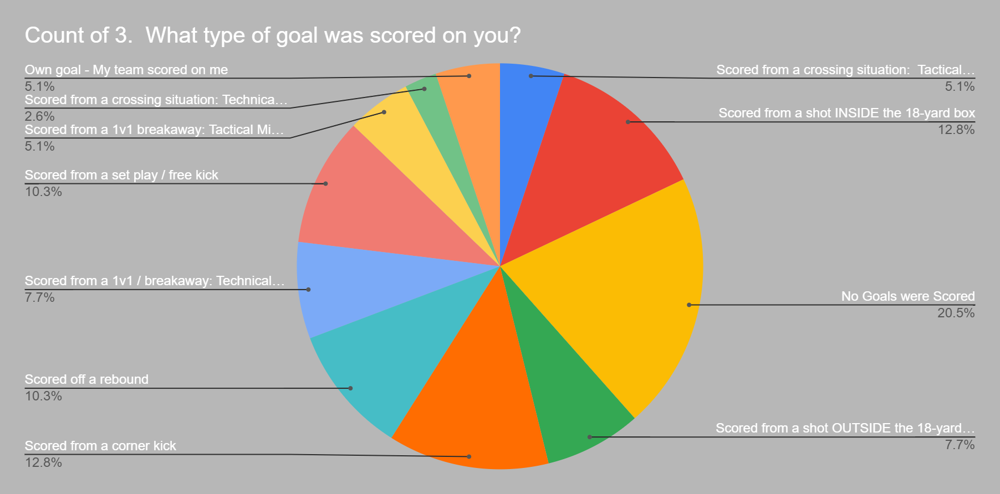 Count of 3.  What type of goal was scored on you?
Own goal - My team scored on me
5.1%
Scored from a crossing situation: Technica…
2.6%
Scored from a 1v1 breakaway: Tactical Mi…
5.1%
Scored from a set play / free kick
10.3%
Scored from a 1v1 / breakaway: Technical…
7.7%
Scored off a rebound
10.3%
Scored from a corner kick
12.8%
Scored from a crossing situation:  Tactical…
5.1%
Scored from a shot INSIDE the 18-yard box
12.8%
No Goals were Scored
20.5%
Scored from a shot OUTSIDE the 18-yard…
7.7%